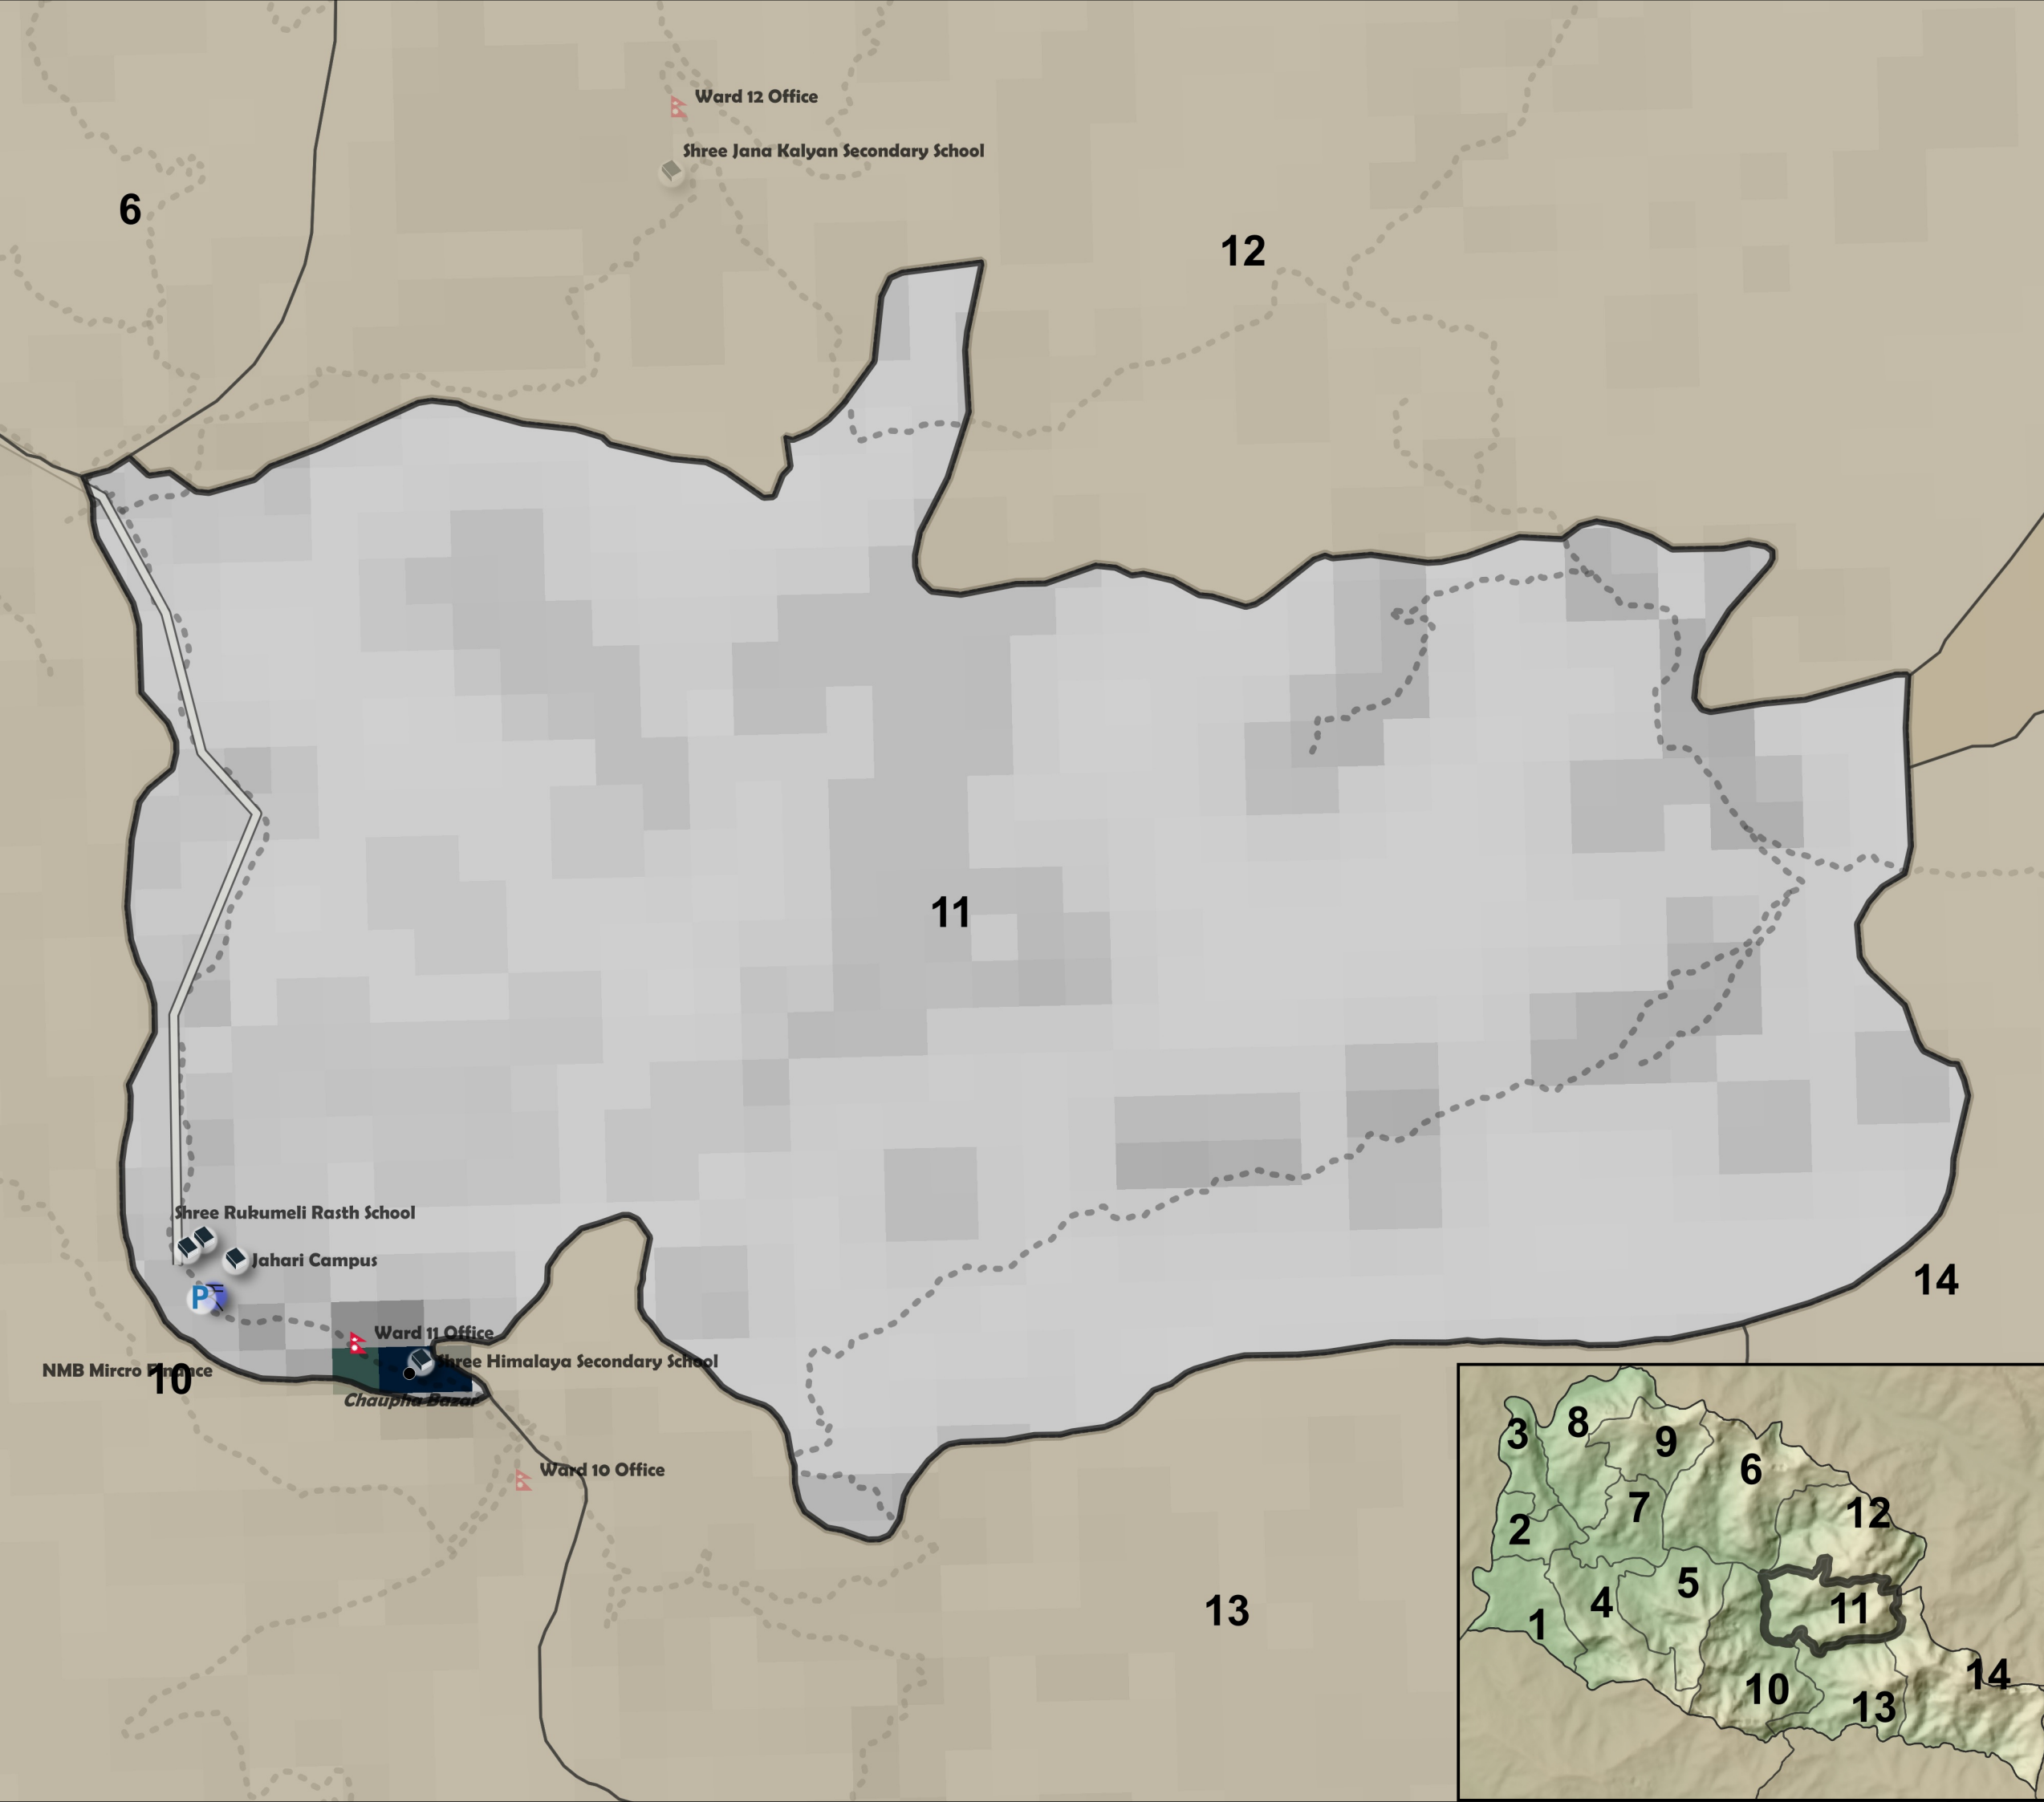 Ward 12 Office
Shree Jana Kalyan Secondary School
6
12
11
Shree Rukumeli Rasth School
Jahari Campus
P
14
Ward 11 Office
Shree Himalaya Secondary School
NMB Mircro Finance
10
Chaupha Bazar
Ward 10 Office
13
3
8
9
6
7
12
2
5
4
11
1
14
10
13